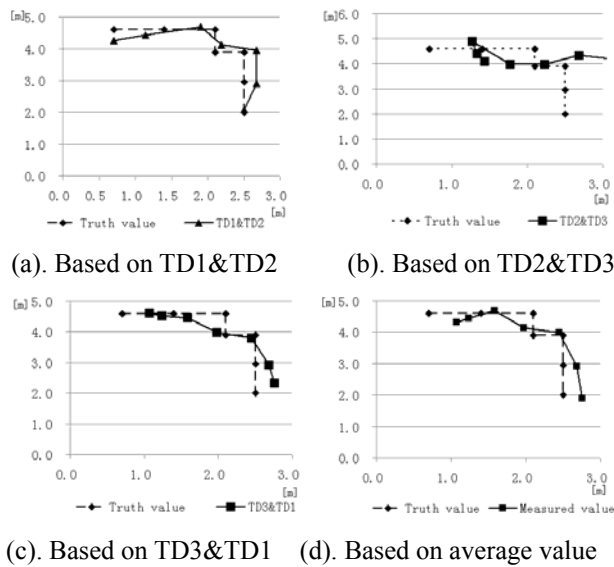 [m]
5.0
4.0
3.0
2.0
1.0
0.0
0.0 0.5 1.0 1.5 2.0 2.5 3.0
[m]
Truth value TD1&TD2
(a). Based on TD1&TD2
[m]
6.0
5.0
4.0
3.0
2.0
1.0
0.0
0.0 1.0 2.0 3.0
[m]
Truth value TD2&TD3
(b). Based on TD2&TD3
[m]
5.0
4.0
3.0
2.0
1.0
0.0
0.0 1.0 2.0 3.0
[m]
Truth value TD3&TD1
(c). Based on TD3&TD1
[m]
5.0
4.0
3.0
2.0
1.0
0.0
0.0 1.0 2.0 3.0
[m]
Truth value Measured value
(d). Based on average value